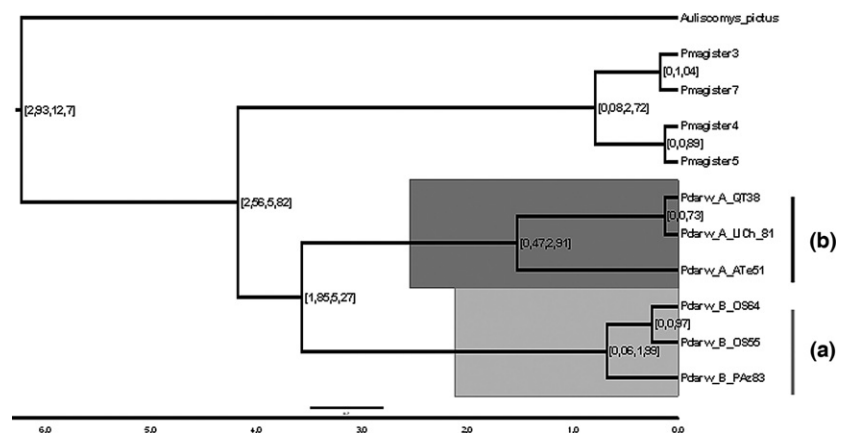 Auliscomys_pictus
Pmagister3
[0,1,04]
Pmagister7
[2,93,12,7]
[0,08,2,72]
Pmagister4
[0,0,89]
Pmagister5
[2,56,5,82]
Pdarw_A_QT38
[0,0,73]
Pdarw_A_LlCh_81
(b)
[0,47,2,91]
Pdarw_A_ATe51
[1,85,5,27]
Pdarw_B_OS64
[0,0,97]
Pdarw_B_OS55
(a)
[0,06,1,99]
Pdarw_B_PAz83
6,0 5,0 4,0 3,0 2,0 1,0 0,0